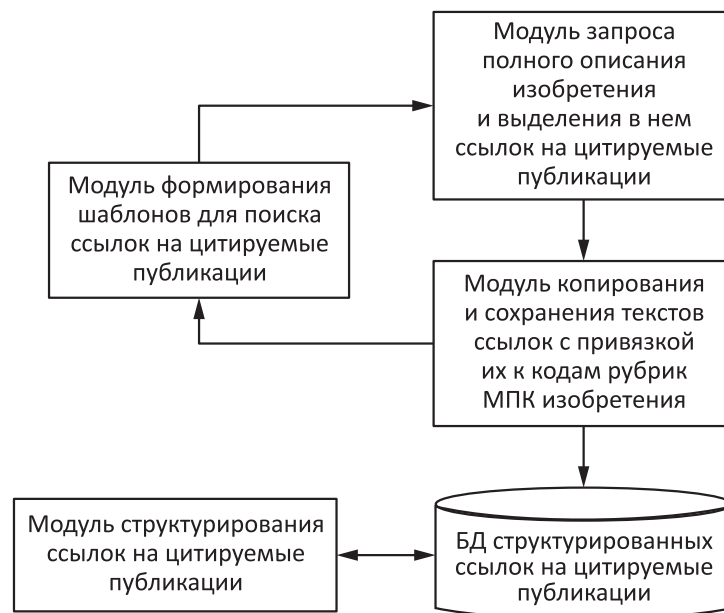 Модуль запроса
полного описания
изобретения
и выделения в нем
ссылок на цитируемые
публикации
Модуль формирования
шаблонов для поиска
ссылок на цитируемые
публикации
Модуль копирования
и сохранения текстов
ссылок с привязкой
их к кодам рубрик
МПК изобретения
Модуль структурирования
ссылок на цитируемые
публикации
БД структурированных
ссылок на цитируемые
публикации